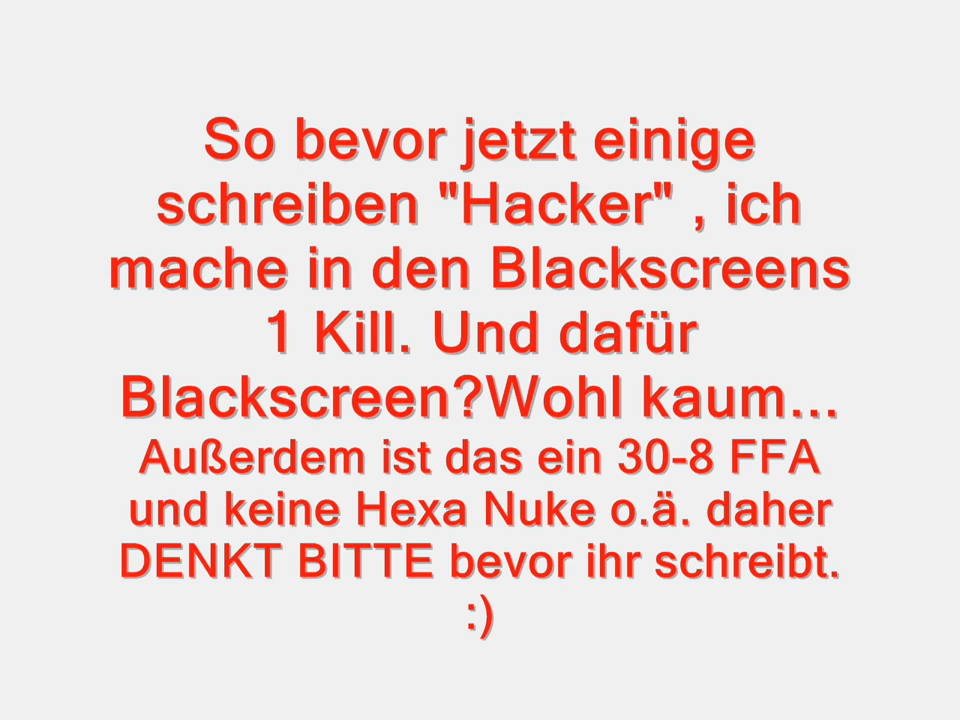 So bevor jetzt einige
schreiben "Hacker" , ich
mache in den Blackscreens
1 Kill. Und dafür
Blackscreen?Wohl kaum...
Außerdem ist das ein 30-8 FFA
und keine Hexa Nuke o.ä. daher
DENKT BITTE bevor ihr schreibt.
:)